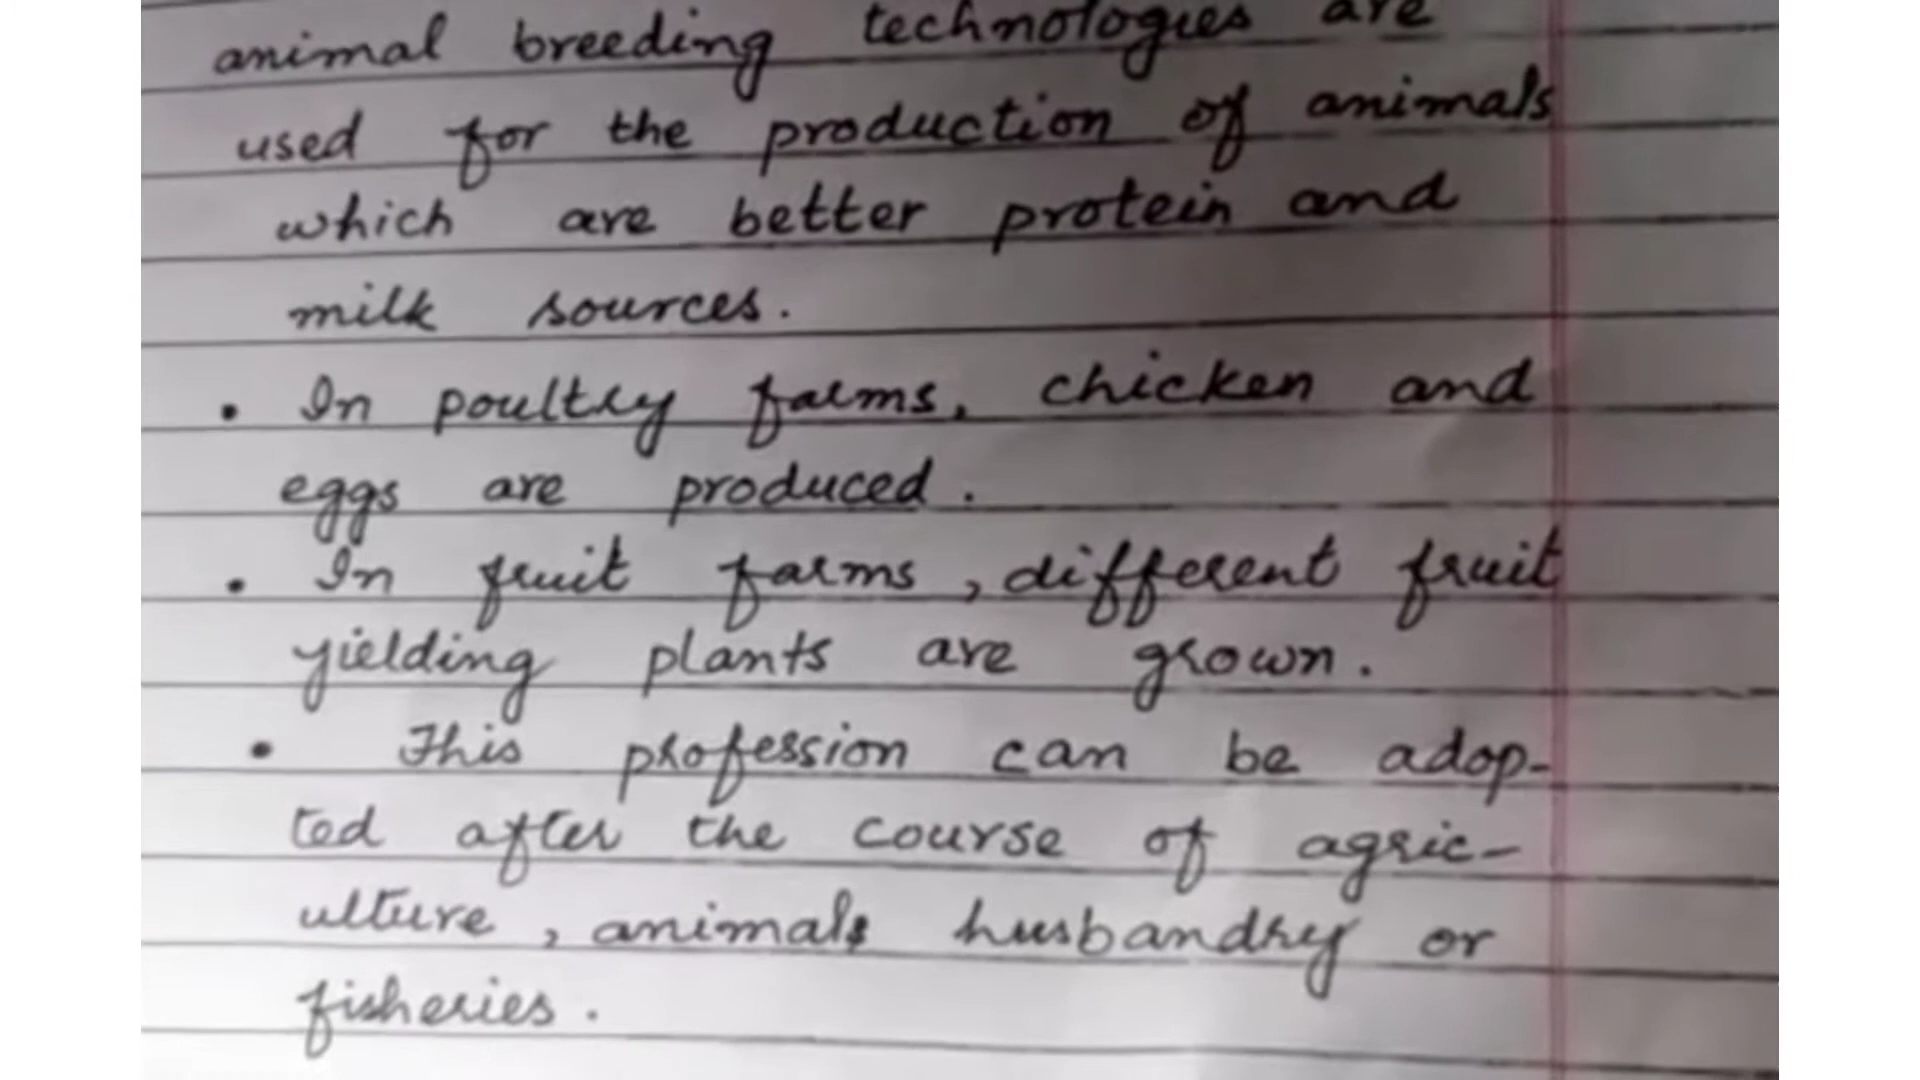 animal breeding technologies are
used for the production of animals
which are better protein and
milk sources.
• In poultry farms, chicken and
eggs are produced.
• In fruit farms, different fruit
yielding plants are grown.
• This profession can be adop-
ted after the course of agric-
ulture, animals husbandry or
fisheries.